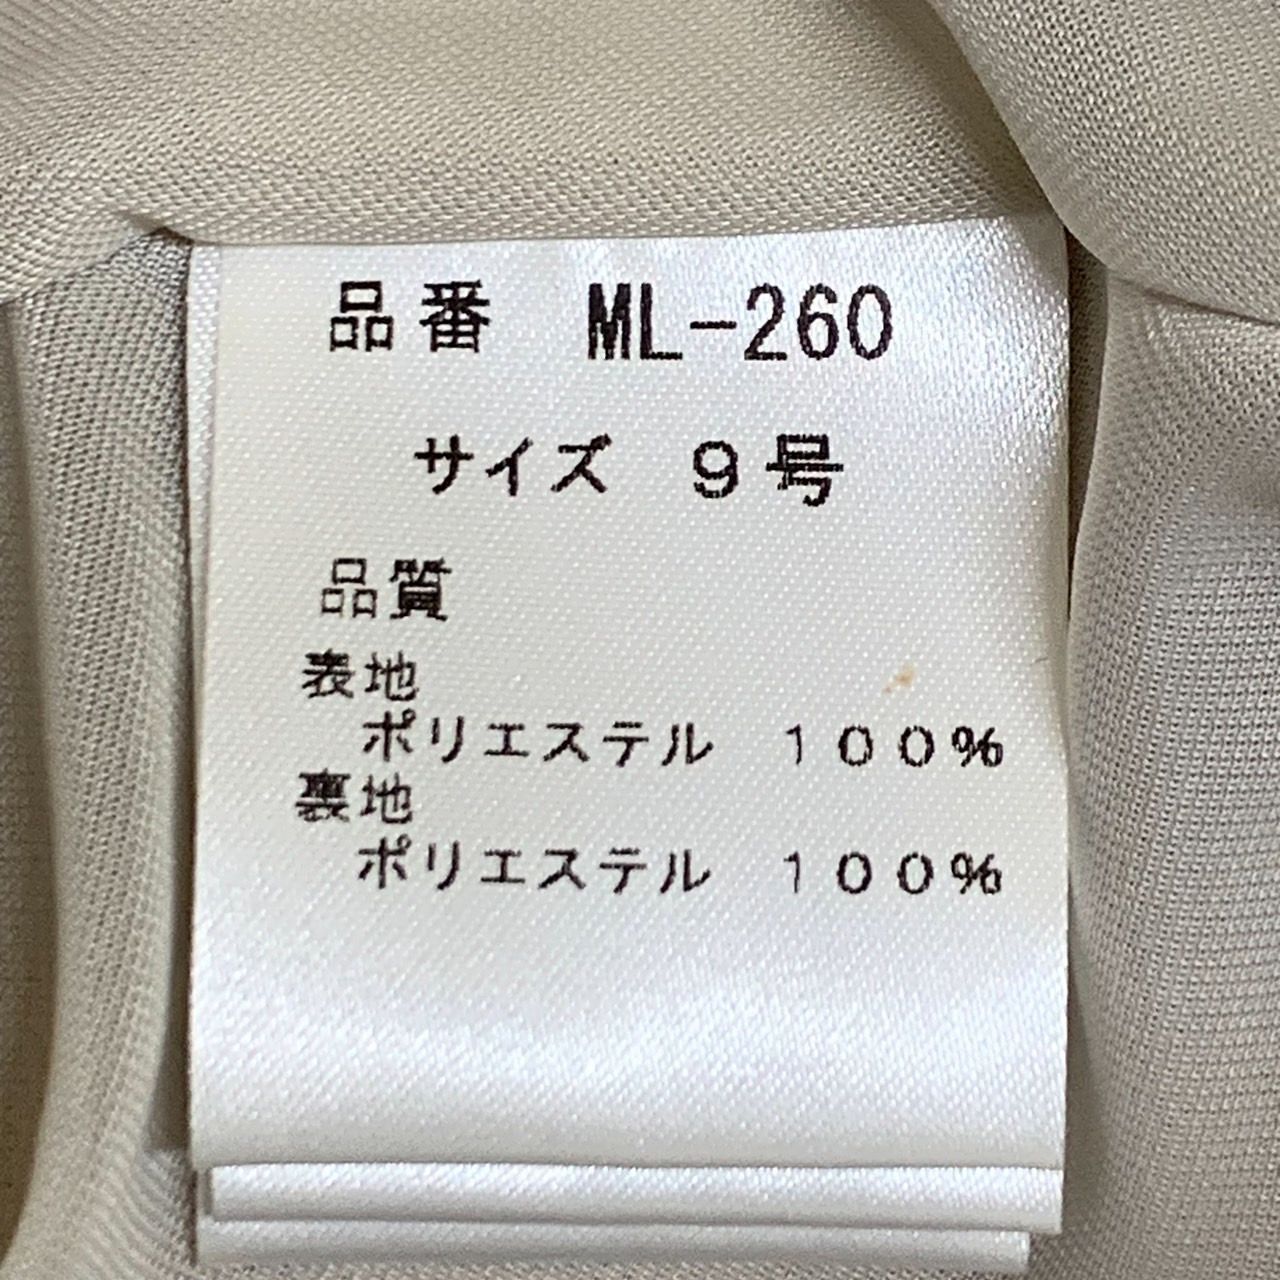 品番 ML-260
サイズ 9号
品質
表地
ポリエステル 100%
裏地
ポリエステル 100%